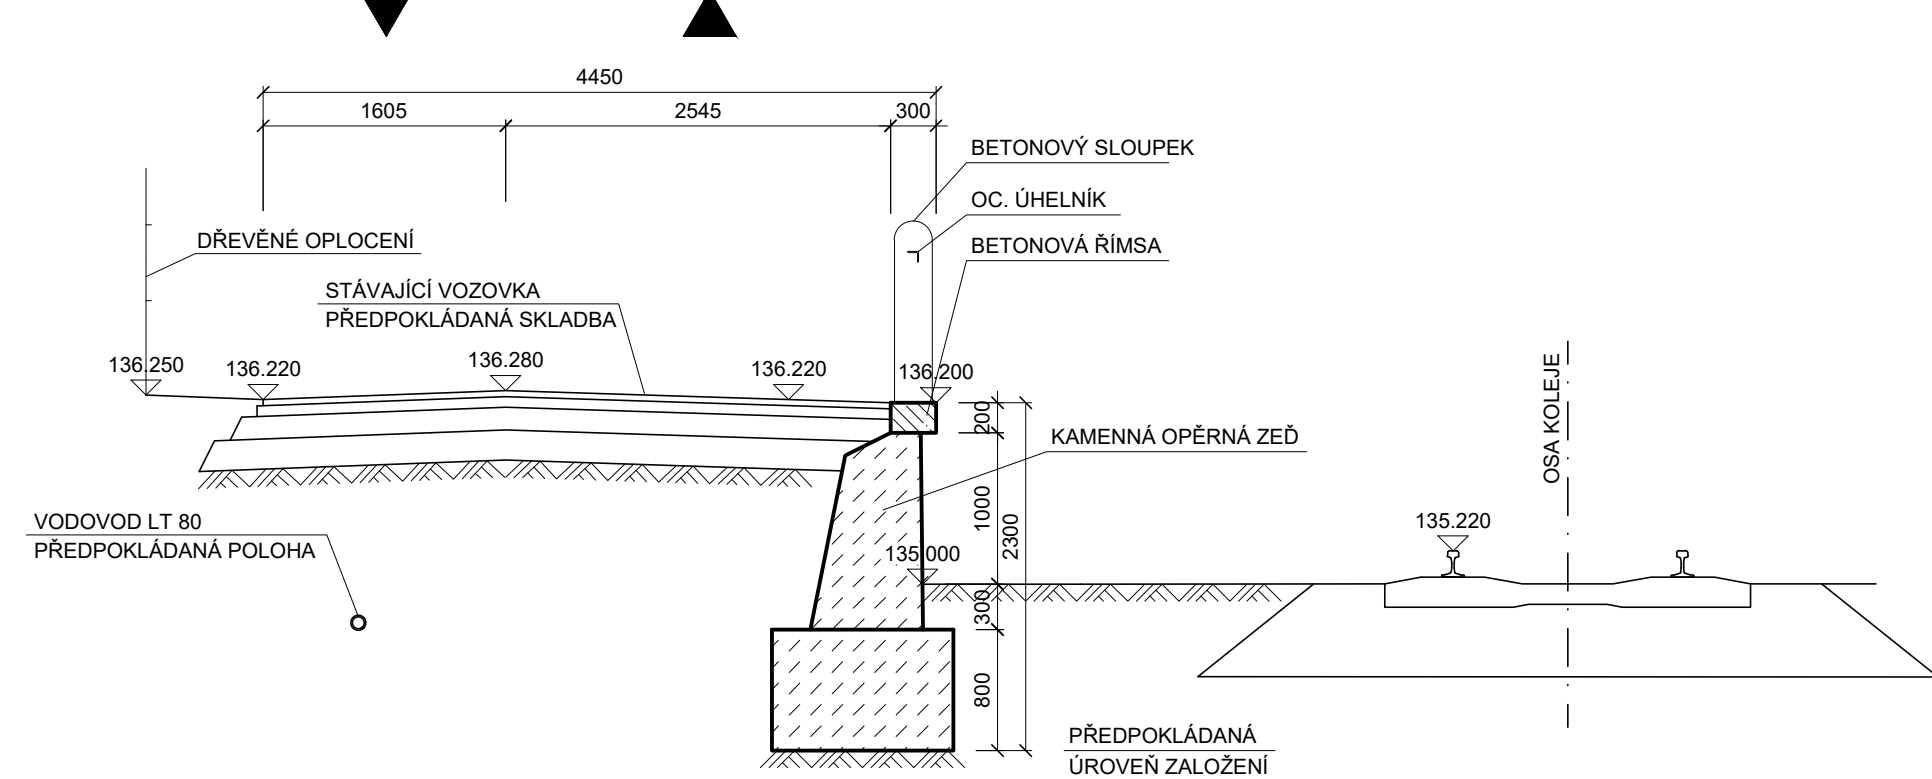 4450
1605
2545
300
BETONOVÝ SLOUPEK
OC. ÚHELNÍK
BETONOVÁ ŘÍMSA
DŘEVĚNÉ OPLOCENÍ
STÁVAJÍCÍ VOZOVKA
PŘEDPOKLÁDANÁ SKLADBA
136.250
136.220
136.280
136.220
136.200
200
KAMENNÁ OPĚRNÁ ZEĎ
OSA KOLEJE
1000
2300
VODOVOD LT 80
PŘEDPOKLÁDANÁ POLOHA
135.000
135.220
300
800
PŘEDPOKLÁDANÁ
ÚROVEŇ ZALOŽENÍ